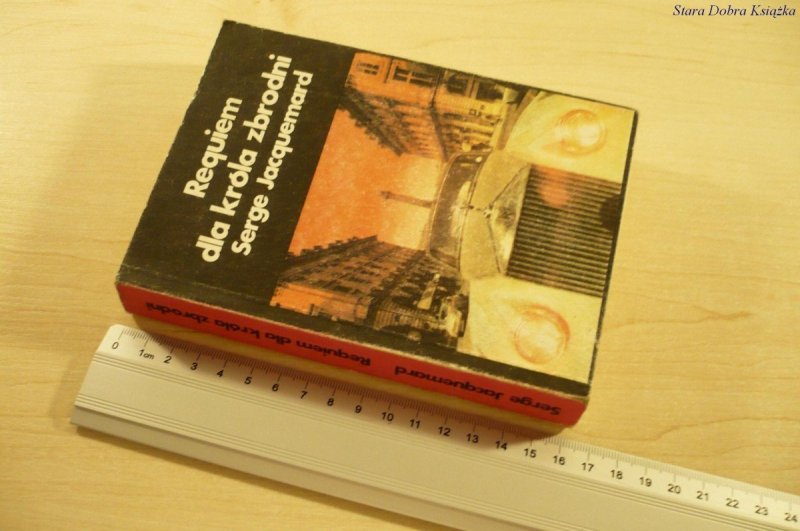 Stara Dobra Książka
Requiem
dla króla zbrodni
Serge Jacquemard
Serge Jacquemard Requiem dla króla zbrodni
0 1cm 2 3 4 5 6 7 8 9 10 11 12 13 14 15 16 17 18 19 20 21 22 23 24